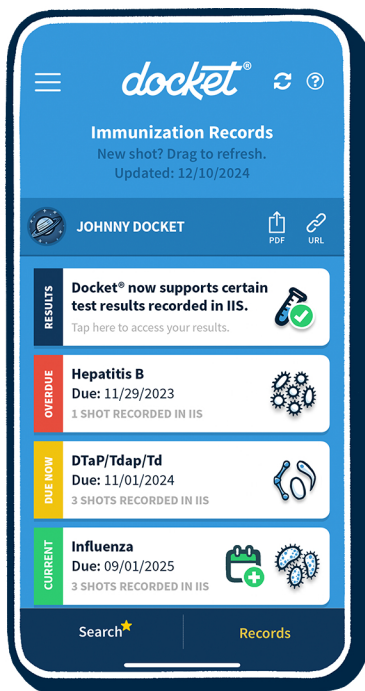 docket®
Immunization Records
New shot? Drag to refresh.
Updated: 12/10/2024
JOHNNY DOCKET
PDF
URL
RESULTS
Docket® now supports certain
test results recorded in IIS.
Tap here to access your results.
OVERDUE
Hepatitis B
Due: 11/29/2023
1 SHOT RECORDED IN IIS
DUE NOW
DTaP/Tdap/Td
Due: 11/01/2024
3 SHOTS RECORDED IN IIS
CURRENT
Influenza
Due: 09/01/2025
3 SHOTS RECORDED IN IIS
Search
Records